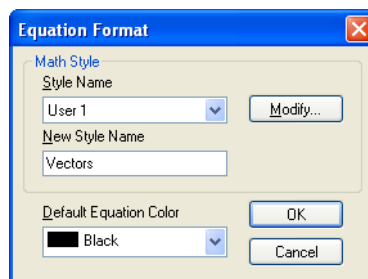 Equation Format
Math Style
Style Name
User 1
Modify...
New Style Name
Vectors
Default Equation Color
OK
Black
Cancel